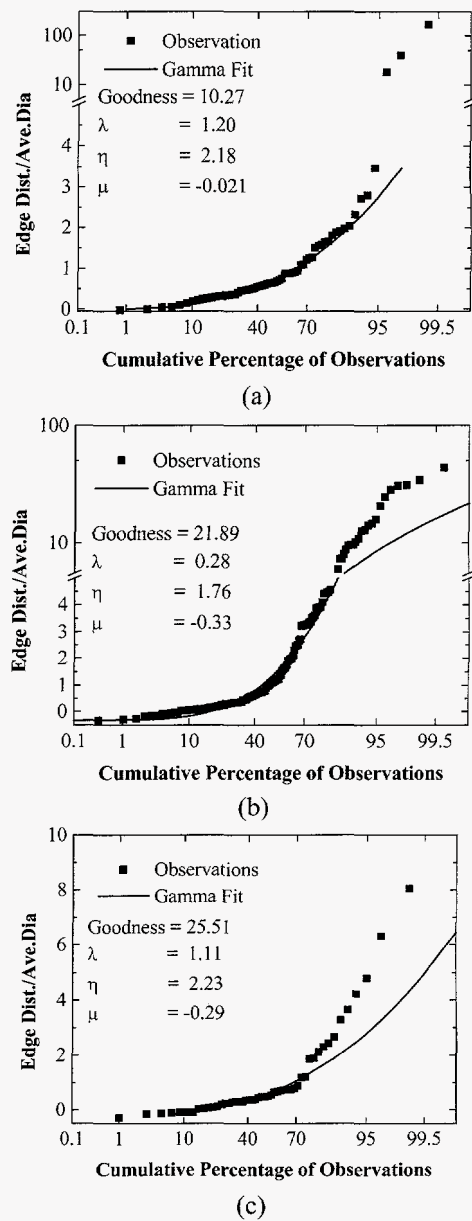 100
10
4
3
2
1
0
Edge Dist./Ave.Dia
Observation
Gamma Fit
Goodness = 10.27
λ = 1.20
η = 2.18
μ = -0.021
0.1 1 10 40 70 95 99.5
Cumulative Percentage of Observations
(a)
100
10
4
3
2
1
0
Edge Dist./Ave.Dia
Observations
Gamma Fit
Goodness = 21.89
λ = 0.28
η = 1.76
μ = -0.33
0.1 1 10 40 70 95 99.5
Cumulative Percentage of Observations
(b)
10
8
6
4
2
0
Edge Dist./Ave.Dia
Observations
Gamma Fit
Goodness = 25.51
λ = 1.11
η = 2.23
μ = -0.29
0.1 1 10 40 70 95 99.5
Cumulative Percentage of Observations
(c)